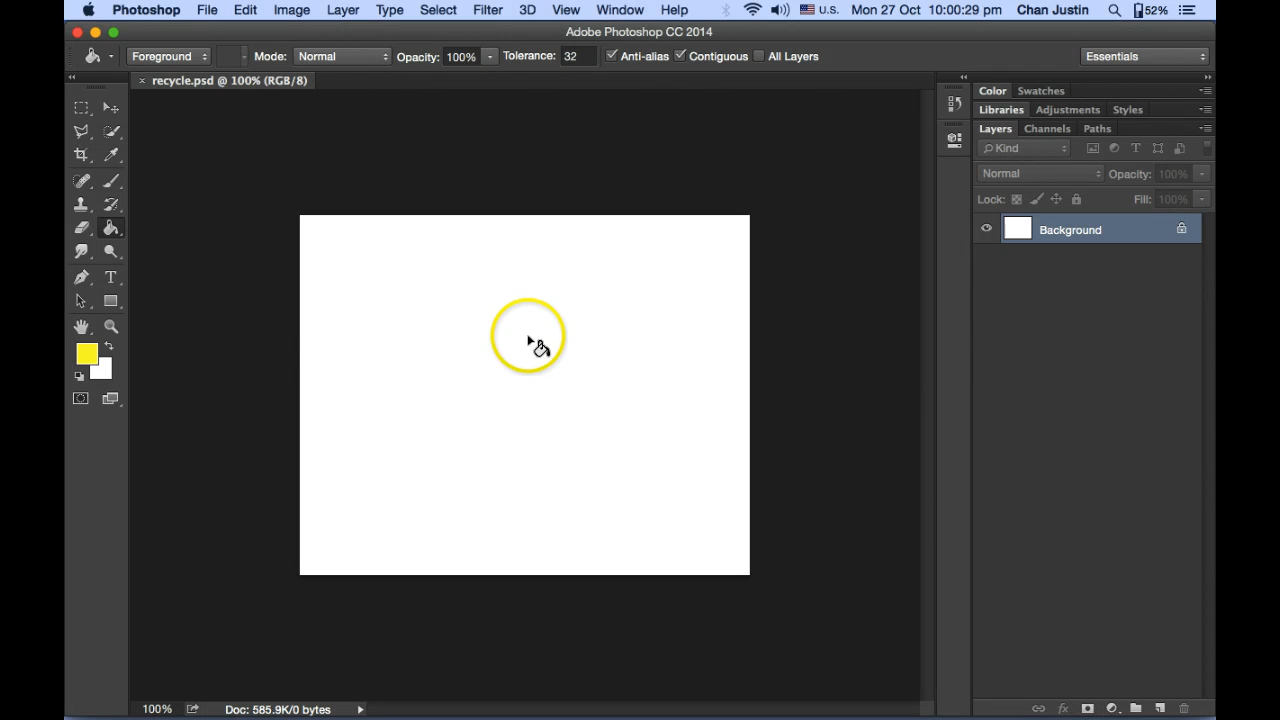 Photoshop File Edit Image Layer Type Select Filter 3D View Window Help U.S. Mon 27 Oct 10:00:29 pm Chan Justin 52%
Adobe Photoshop CC 2014
Foreground Mode: Normal Opacity: 100% Tolerance: 32 Anti-alias Contiguous All Layers Essentials
recycle.psd @ 100% (RGB/8)
Color Swatches
Libraries Adjustments Styles
Layers Channels Paths
Kind
Normal Opacity: 100%
Lock: Fill: 100%
Background
100% Doc: 585.9K/0 bytes